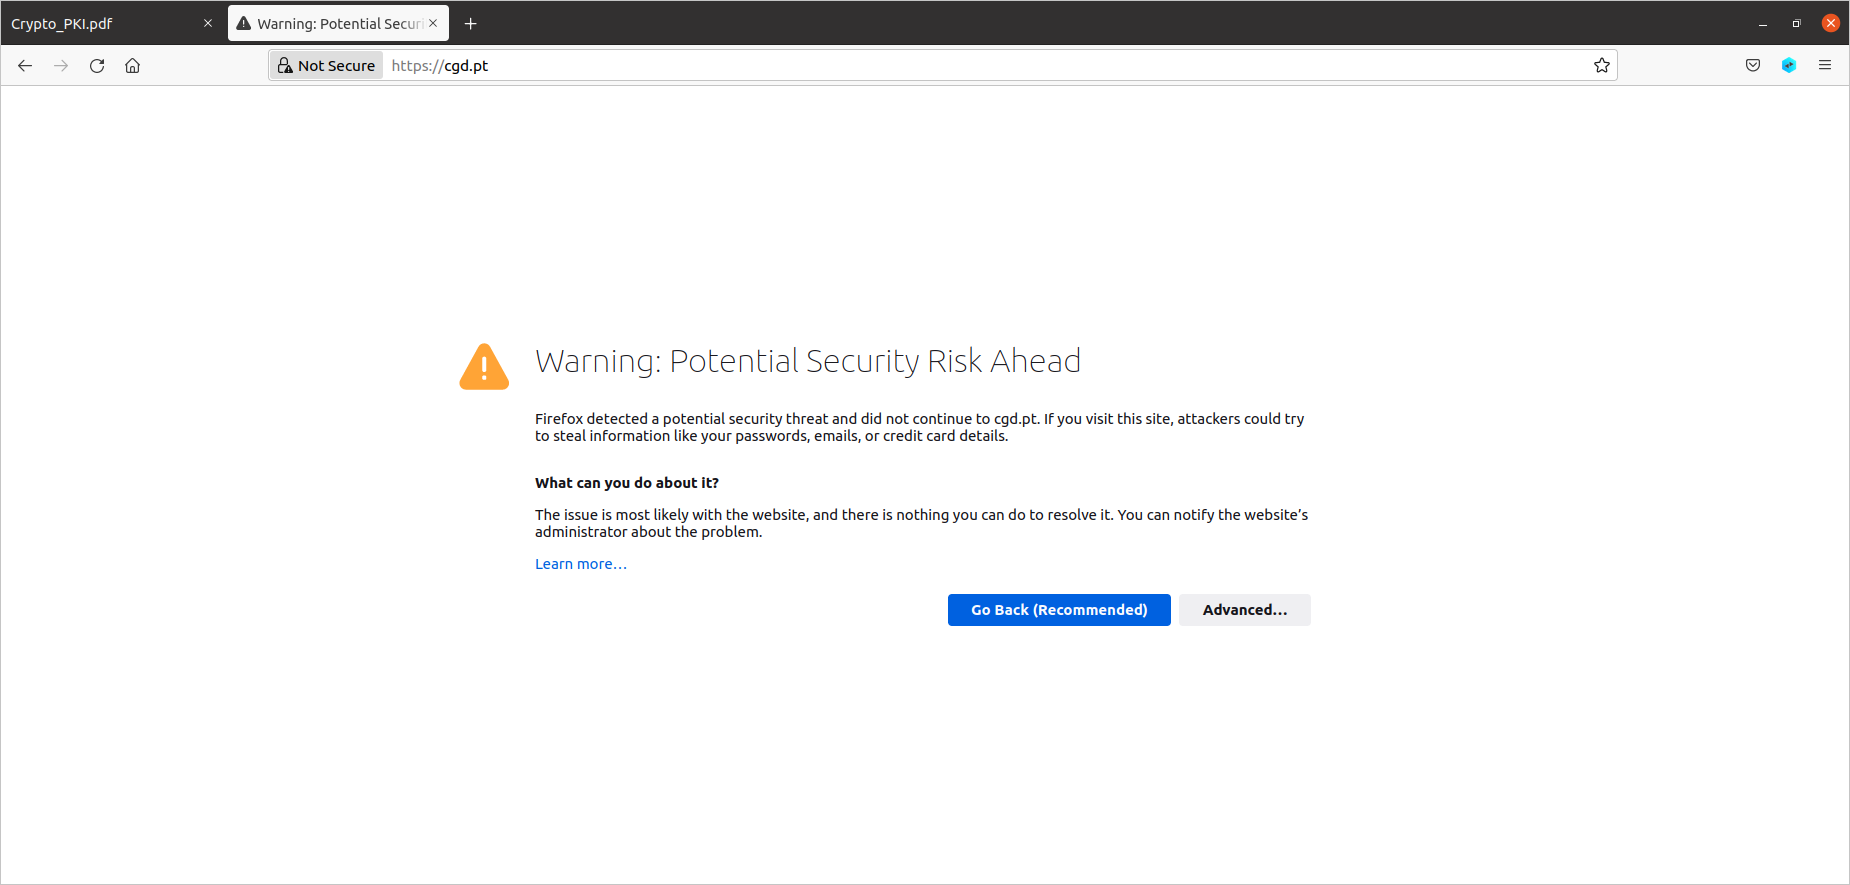 Crypto_PKI.pdf
Warning: Potential Securi
Not Secure
https://cgd.pt
Warning: Potential Security Risk Ahead
Firefox detected a potential security threat and did not continue to cgd.pt. If you visit this site, attackers could try
to steal information like your passwords, emails, or credit card details.
What can you do about it?
The issue is most likely with the website, and there is nothing you can do to resolve it. You can notify the website’s
administrator about the problem.
Learn more…
Go Back (Recommended)
Advanced…